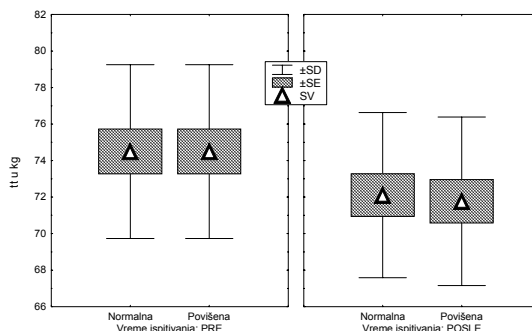 82
80
78
76
74
72
70
68
66
tt u kg
±SD
±SE
SV
Normalna Povišena
Vreme ispitivanja: PRE
Normalna Povišena
Vreme ispitivanja: POSLE